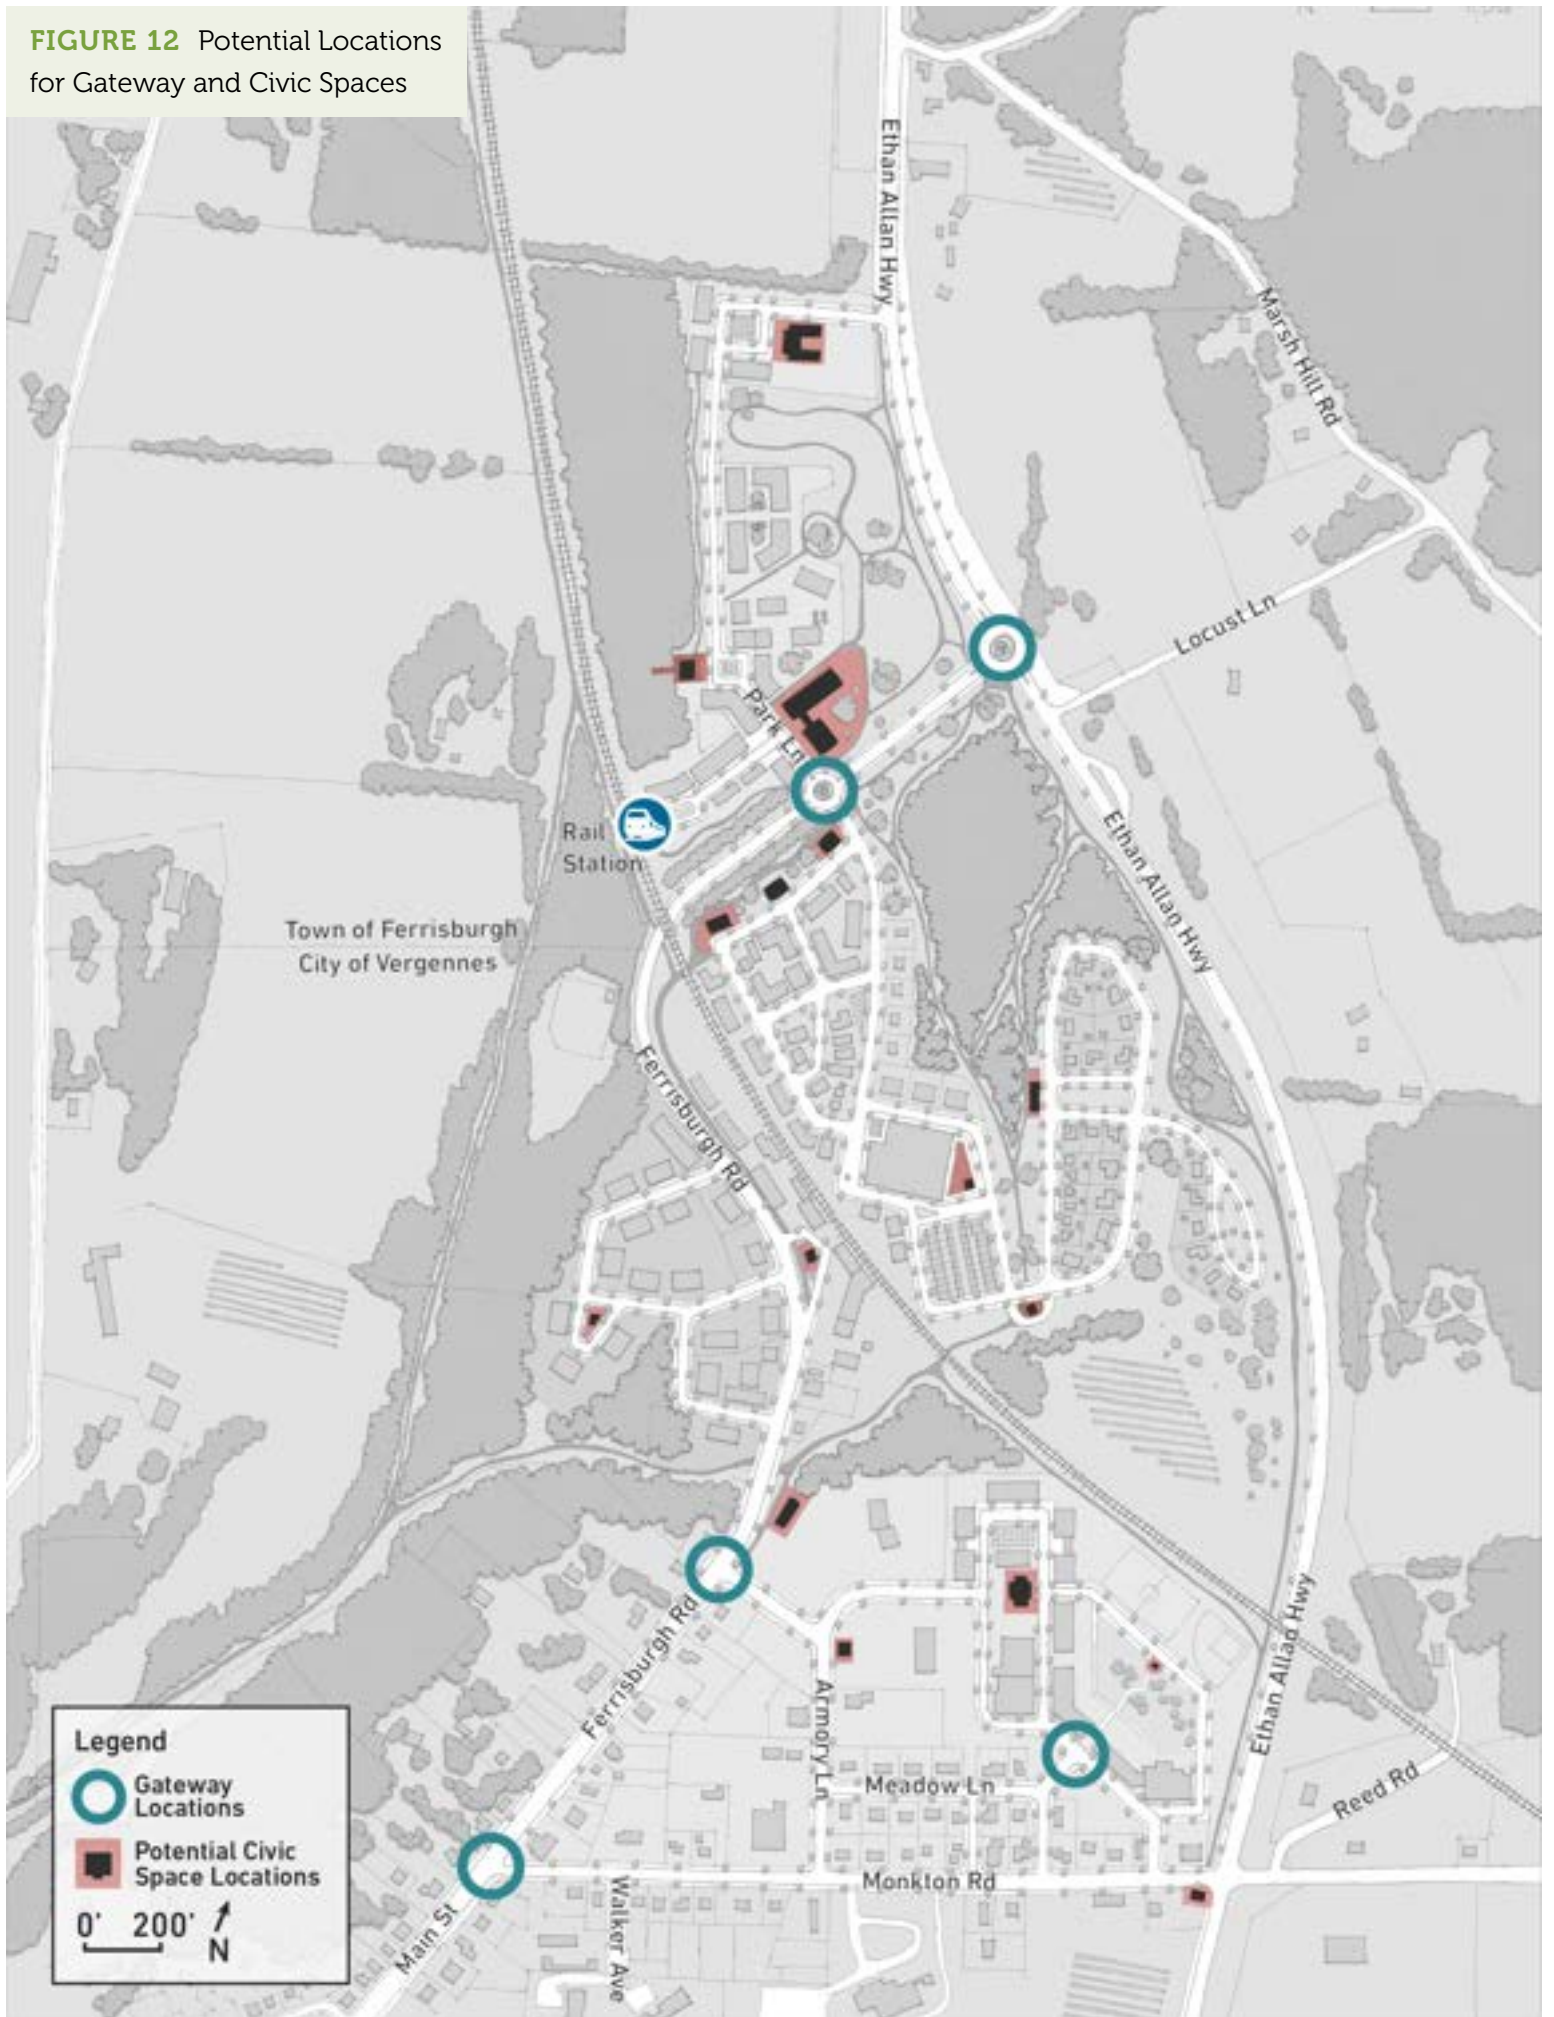 FIGURE 12 Potential Locations
for Gateway and Civic Spaces
Ethan Allan Hwy
Marsh Hill Rd
Locust Ln
Park Ln
Rail
Station
Ethan Allan Hwy
Town of Ferrisburgh
City of Vergennes
Ferrisburgh Rd
Ferrisburgh Rd
Armory Ln
Ethan Allan Hwy
Meadow Ln
Reed Rd
Monkton Rd
Walker Ave
Main St
Legend
Gateway
Locations
Potential Civic
Space Locations
0' 200'
N